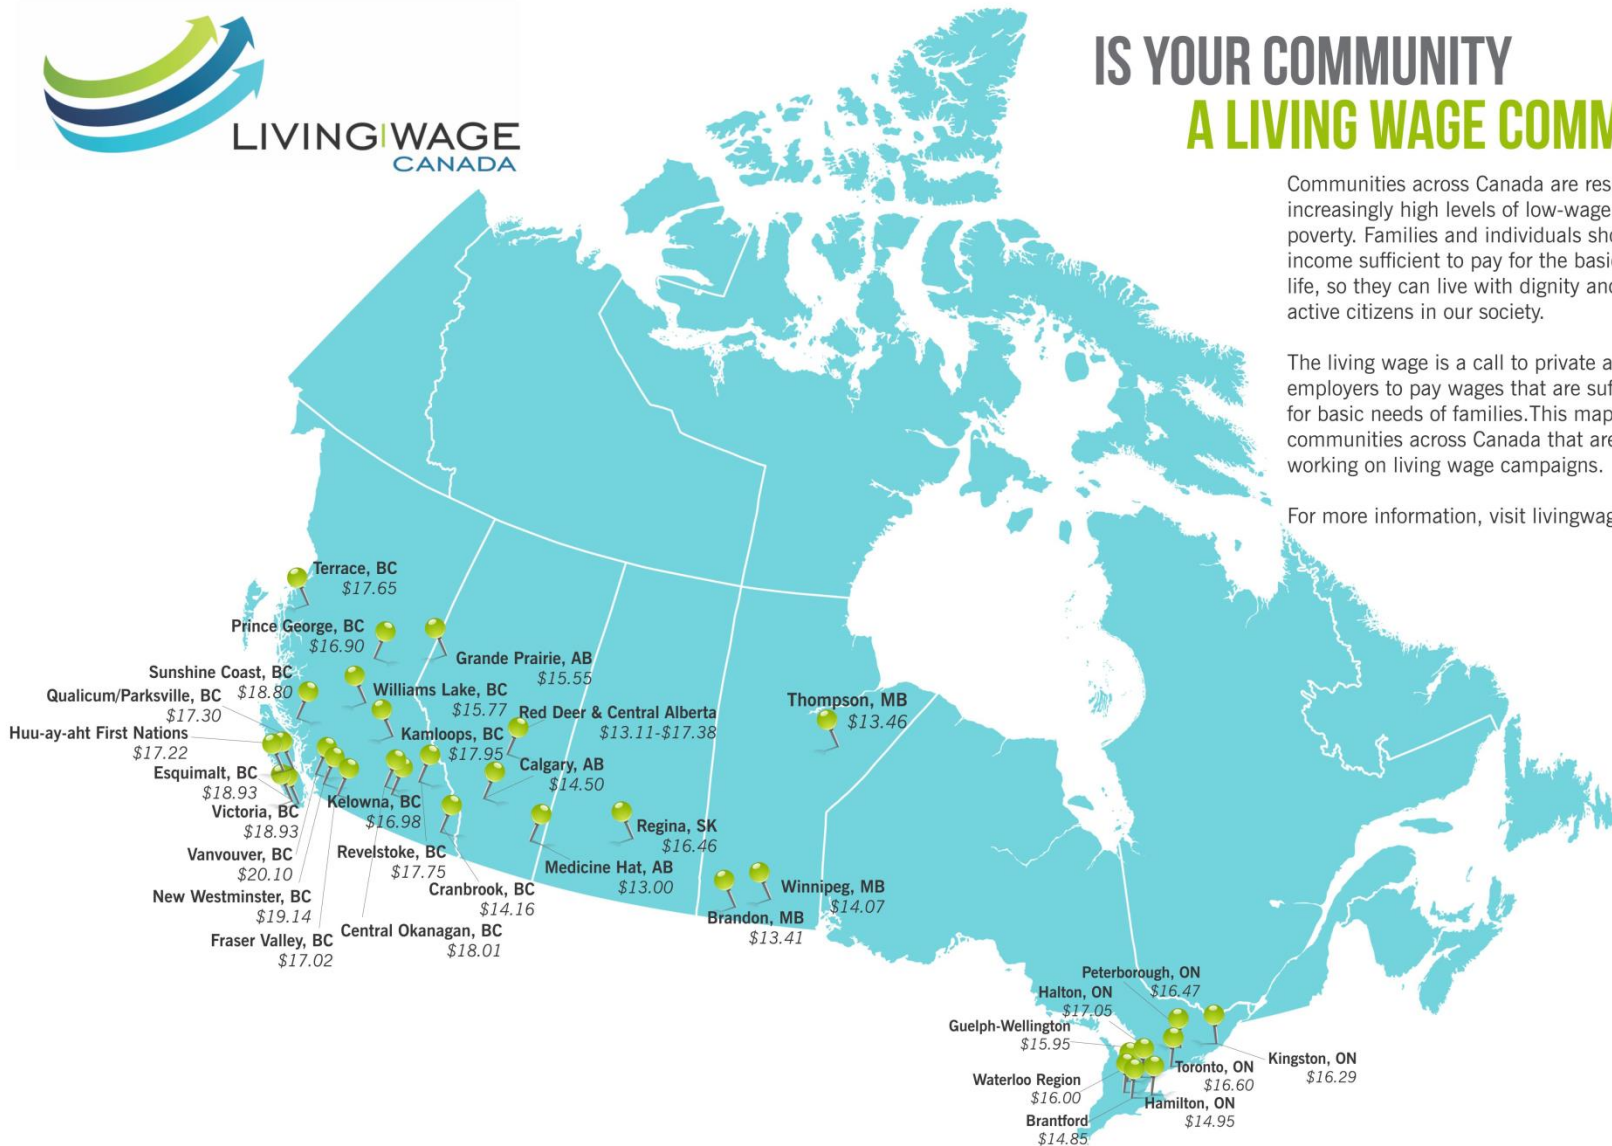 LIVING|WAGE
CANADA
IS YOUR COMMUNITY
A LIVING WAGE COMM
Communities across Canada are res
increasingly high levels of low-wage
poverty. Families and individuals sho
income sufficient to pay for the basic
life, so they can live with dignity and
active citizens in our society.
The living wage is a call to private a
employers to pay wages that are suf
for basic needs of families.This map
communities across Canada that are
working on living wage campaigns.
For more information, visit livingwag
Terrace, BC
$17.65
Prince George, BC
$16.90
Grande Prairie, AB
$15.55
Sunshine Coast, BC
$18.80
Williams Lake, BC
$15.77
Qualicum/Parksville, BC
$17.30
Red Deer & Central Alberta
$13.11-$17.38
Thompson, MB
$13.46
Huu-ay-aht First Nations
$17.22
Kamloops, BC
$17.95
Calgary, AB
$14.50
Esquimalt, BC
$18.93
Victoria, BC
$18.93
Kelowna, BC
$16.98
Regina, SK
$16.46
Vanvouver, BC
$20.10
Revelstoke, BC
$17.75
Medicine Hat, AB
$13.00
New Westminster, BC
$19.14
Cranbrook, BC
$14.16
Winnipeg, MB
$14.07
Brandon, MB
$13.41
Fraser Valley, BC
$17.02
Central Okanagan, BC
$18.01
Peterborough, ON
$16.47
Halton, ON
$17.05
Guelph-Wellington
$15.95
Kingston, ON
$16.29
Toronto, ON
$16.60
Waterloo Region
$16.00
Hamilton, ON
$14.95
Brantford
$14.85